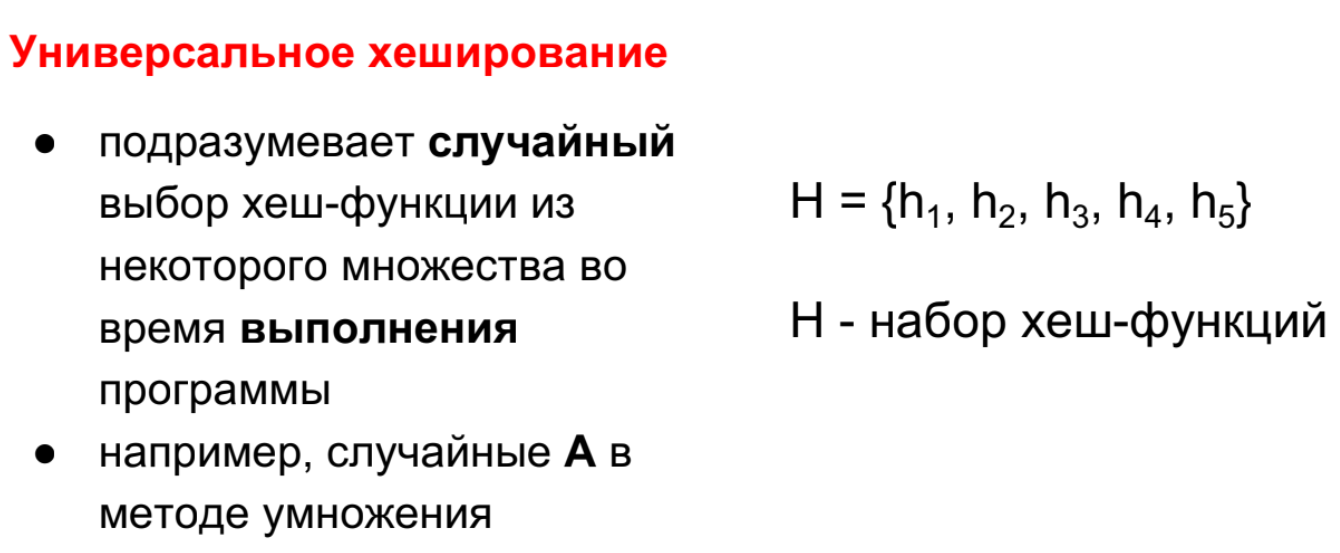 Универсальное хеширование
● подразумевает случайный
выбор хеш-функции из
некоторого множества во
время выполнения
программы
● например, случайные А в
методе умножения
H = {h₁, h₂, h₃, h₄, h₅}
H - набор хеш-функций